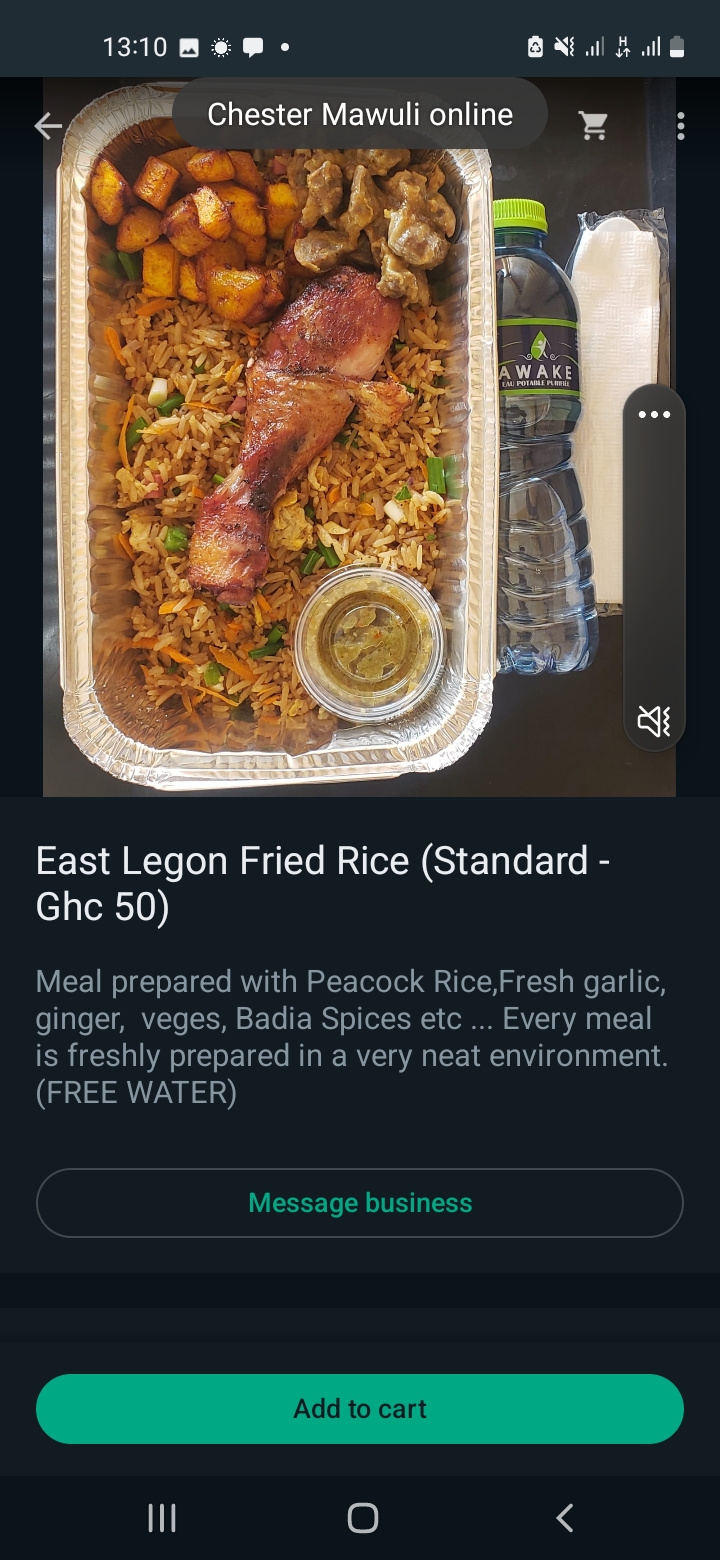 13:10
Chester Mawuli online
AWAKE
EAU POTABLE PURIFIÉE
East Legon Fried Rice (Standard -
Ghc 50)
Meal prepared with Peacock Rice,Fresh garlic,
ginger,  veges, Badia Spices etc ... Every meal
is freshly prepared in a very neat environment.
(FREE WATER)
Message business
Add to cart